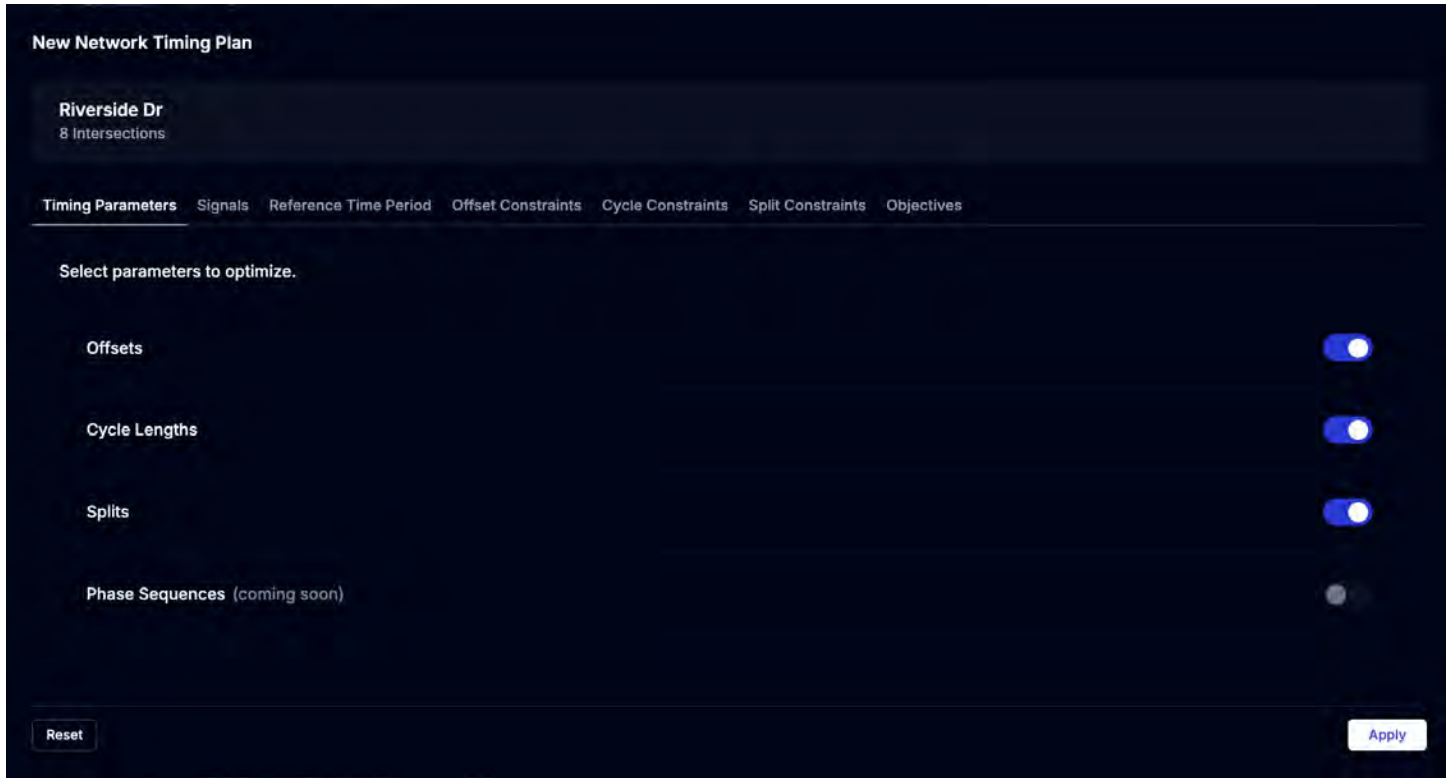 New Network Timing Plan
Riverside Dr
8 Intersections
Timing Parameters Signals Reference Time Period Offset Constraints Cycle Constraints Split Constraints Objectives
Select parameters to optimize.
Offsets
Cycle Lengths
Splits
Phase Sequences (coming soon)
Reset Apply